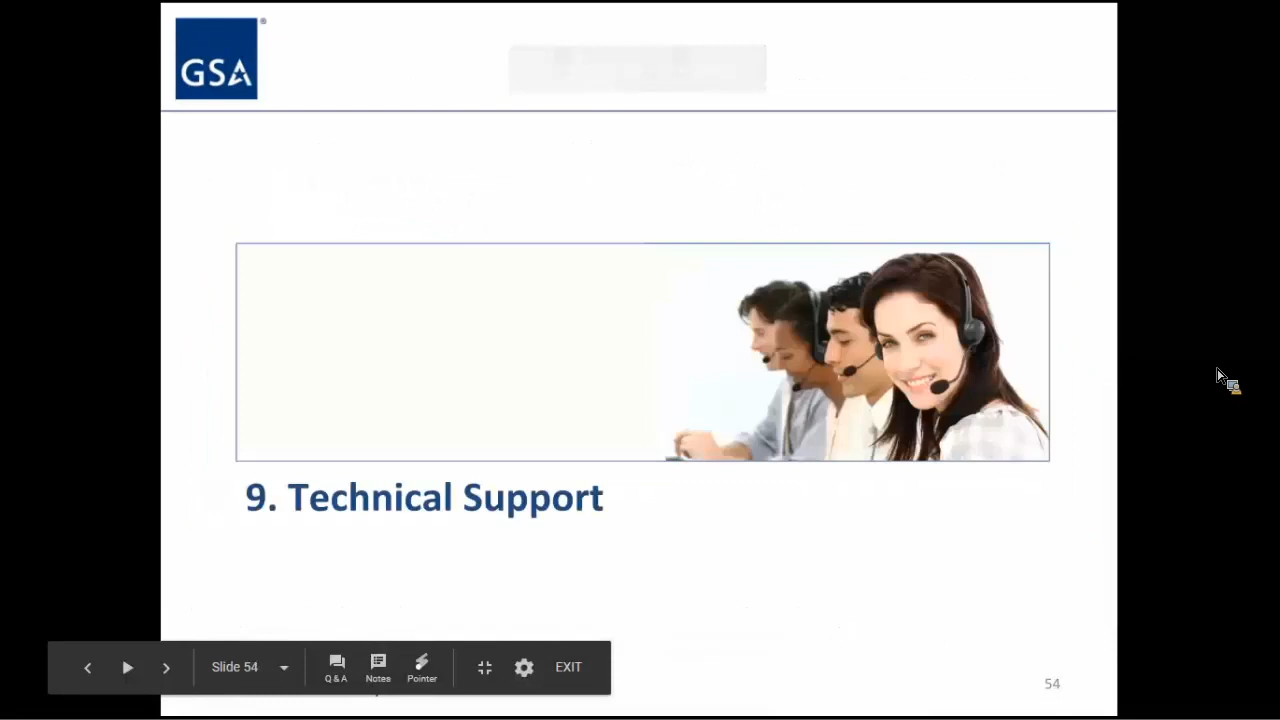 GSA
®
9. Technical Support
Slide 54
Q & A
Notes
Pointer
EXIT
54